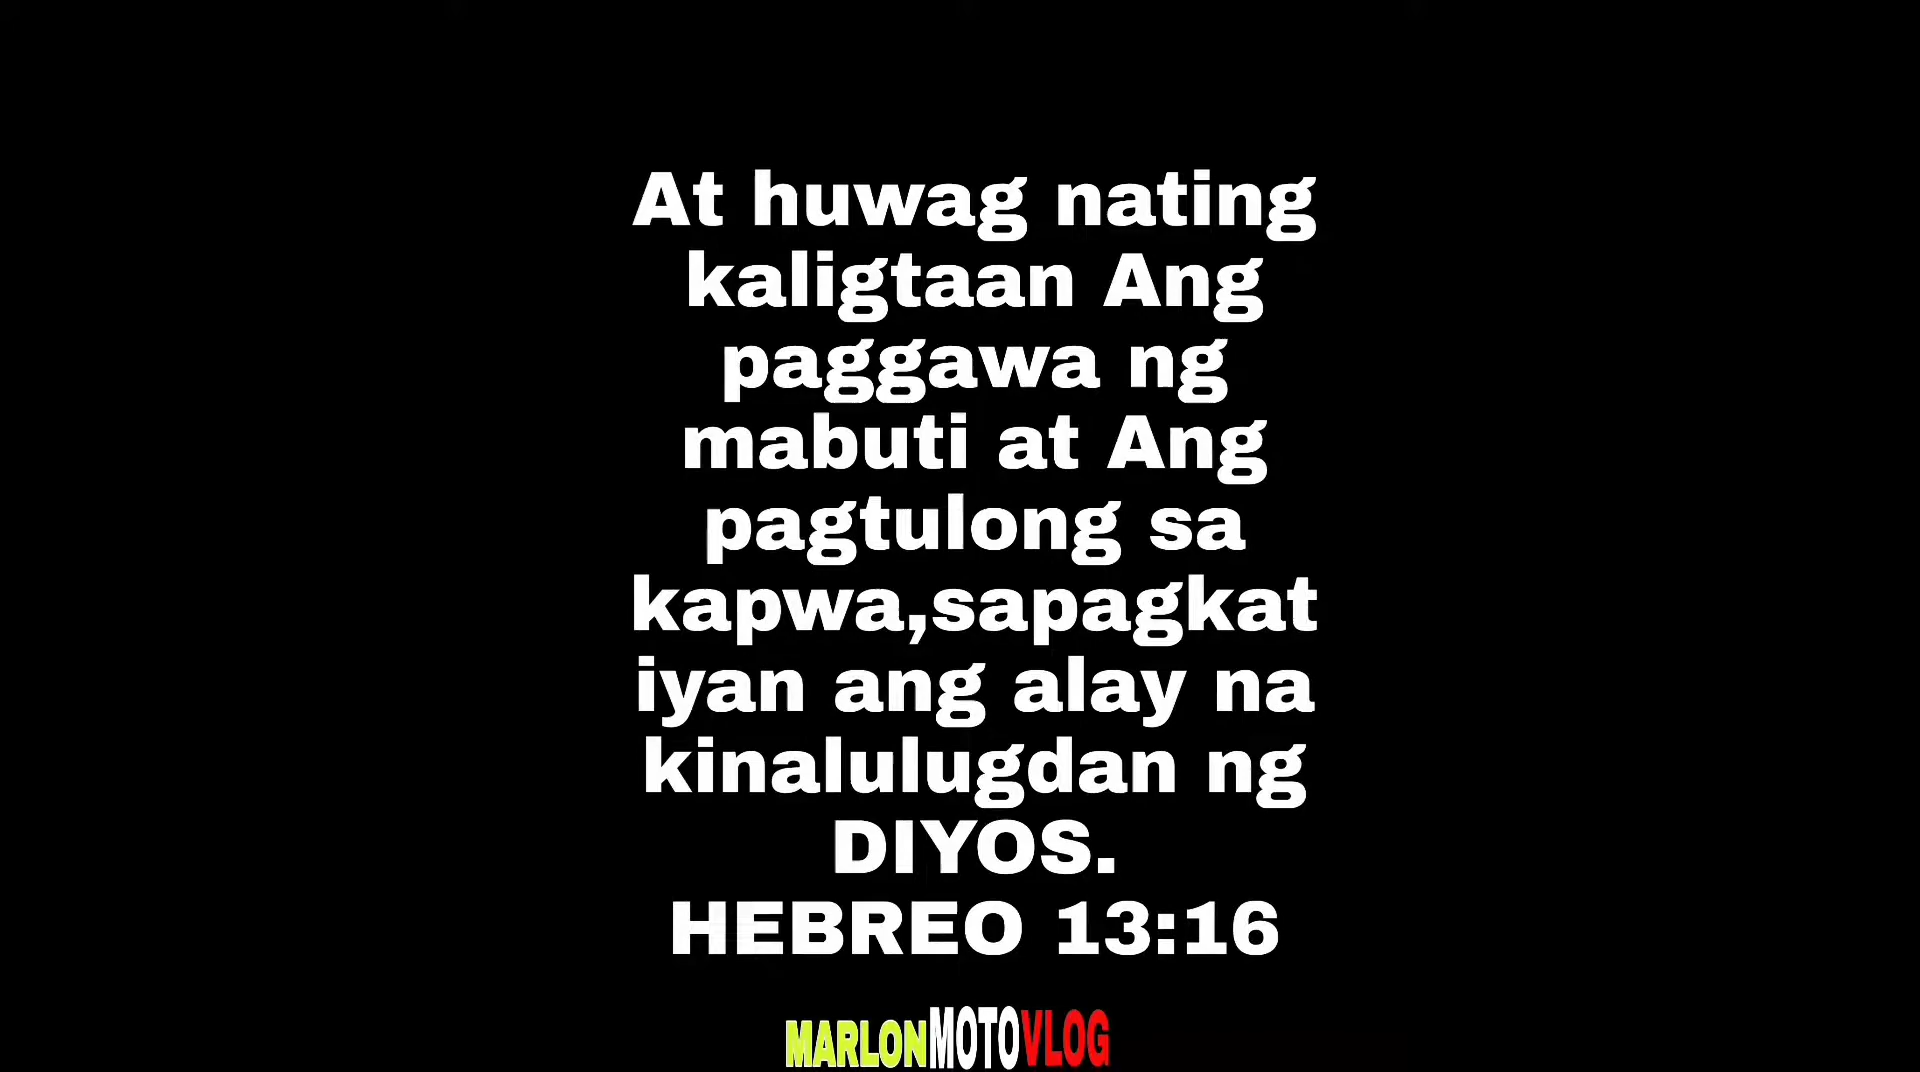 At huwag nating
kaligtaan Ang
paggawa ng
mabuti at Ang
pagtulong sa
kapwa,sapagkat
iyan ang alay na
kinalulugdan ng
DIYOS.
HEBREO 13:16
MARLONMOTOVLOG